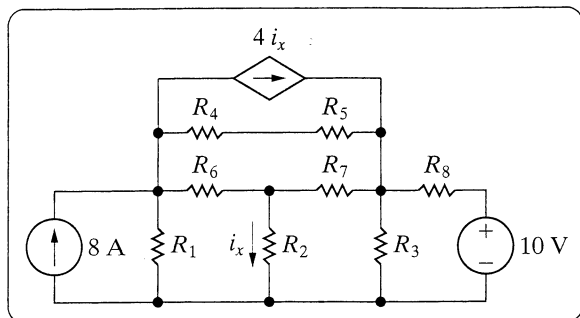 4 i_x
R_4 R_5
R_6 R_7 R_8
8 A R_1 i_x R_2 R_3 + − 10 V